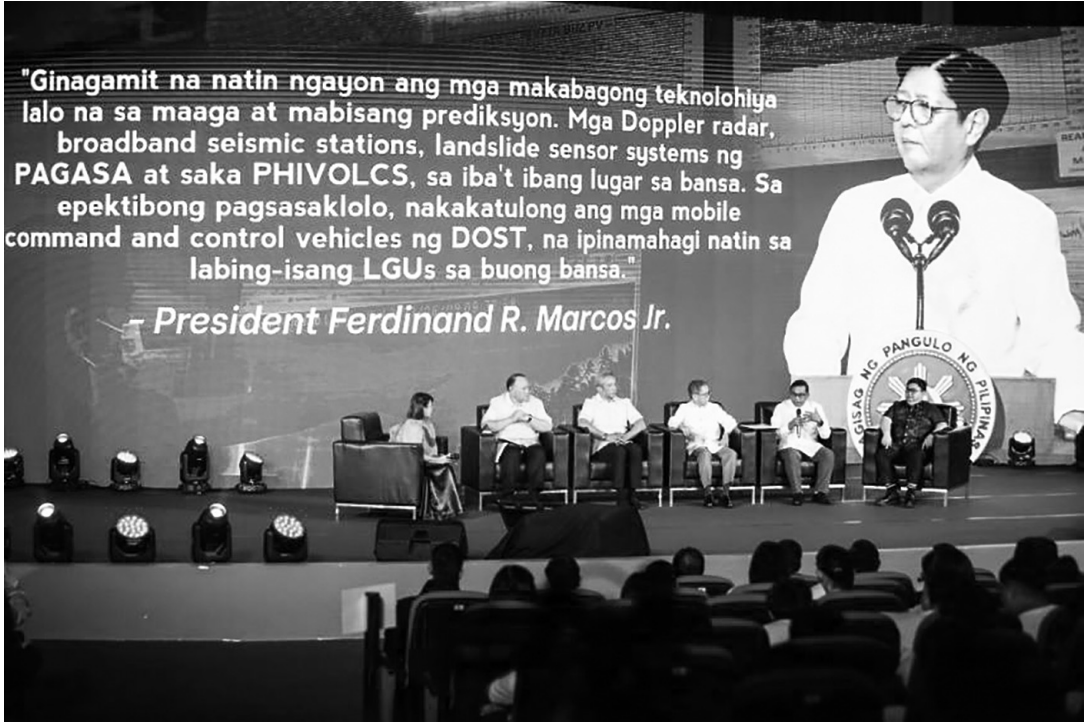 "Ginagamit na natin ngayon ang mga makabagong teknolohiya
lalo na sa maaga at mabisang prediksyon. Mga Doppler radar,
broadband seismic stations, landslide sensor systems ng
PAGASA at saka PHIVOLCS, sa iba't ibang lugar sa bansa. Sa
epektibong pagsasaklolo, nakakatulong ang mga mobile
command and control vehicles ng DOST, na ipinamahagi natin sa
labing-isang LGUs sa buong bansa."
- President Ferdinand R. Marcos Jr.
AGISAG NG PANGULO NG PILIPINAS